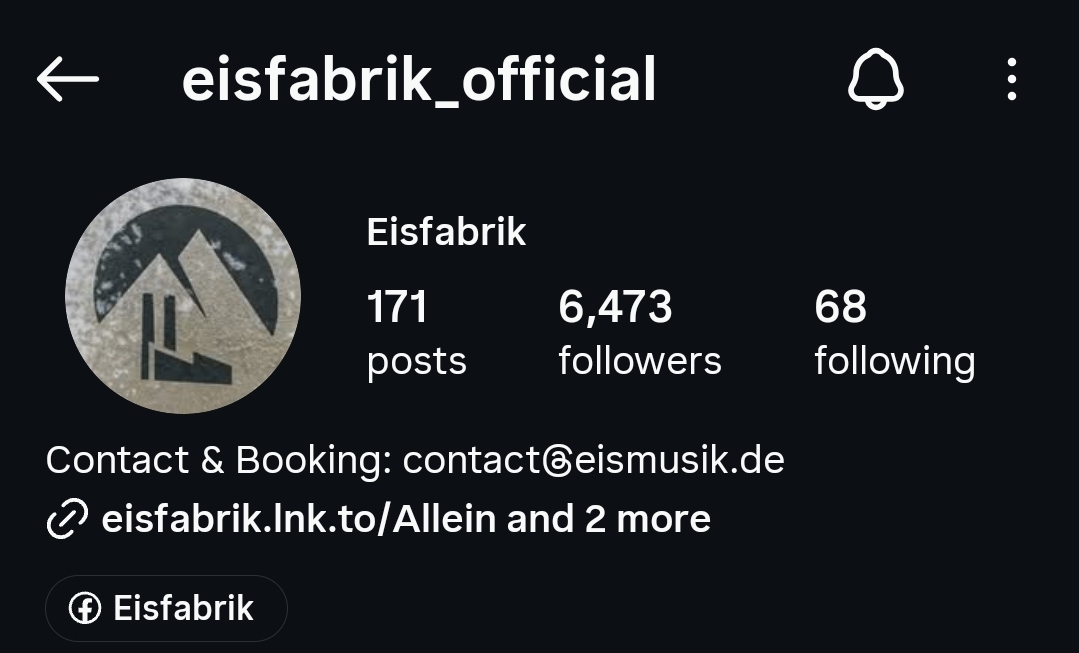 eisfabrik_official
Eisfabrik
171 6,473 68
posts followers following
Contact & Booking: contact@eismusik.de
eisfabrik.lnk.to/Allein and 2 more
Eisfabrik